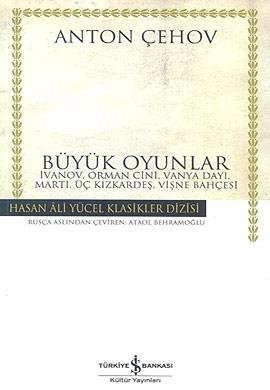 ANTON ÇEHOV
BÜYÜK OYUNLAR
İVANOV, ORMAN CİNİ, VANYA DAYI,
MARTI, ÜÇ KIZKARDEŞ, VİŞNE BAHÇESİ
HASAN ÂLİ YÜCEL KLASİKLER DİZİSİ
RUSÇA ASLINDAN ÇEVİREN: ATAOL BEHRAMOĞLU
TÜRKİYE İŞ BANKASI
Kültür Yayınları